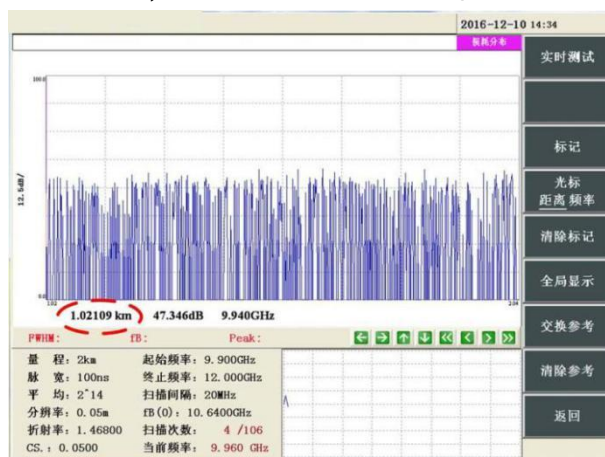 2016-12-10 14:34
损耗分布
实时测试
100.0
标记
12.5dB/
光标
距离 频率
清除标记
全局显示
1.02109 km 47.346dB 9.940GHz
交换参考
FWHM: fB: Peak:
量 程: 2km 起始频率: 9.900GHz
脉 宽: 100ns 终止频率: 12.000GHz
清除参考
平 均: 2^14 扫描间隔: 20MHz
分辨率: 0.05m fB(0): 10.6400GHz
返回
折射率: 1.46800 扫描次数: 4 /106
CS.: 0.0500 当前频率: 9.960 GHz